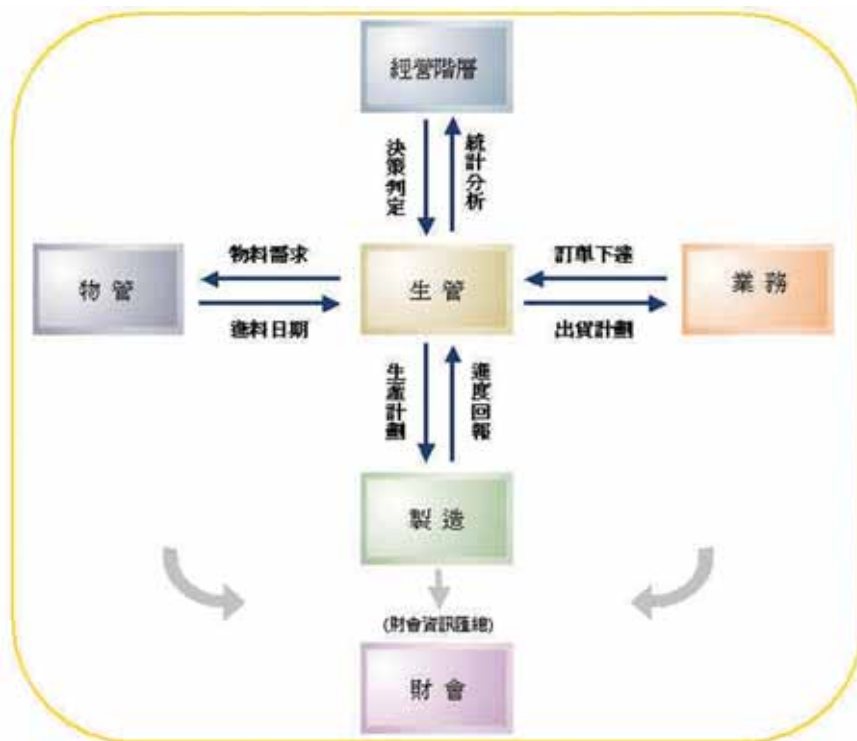 經營階層
決策判定
統計分析
物料需求
訂單下達
物管
生管
業務
進料日期
出貨計劃
生產計劃
進度回報
製造
(財會資訊匯總)
財會